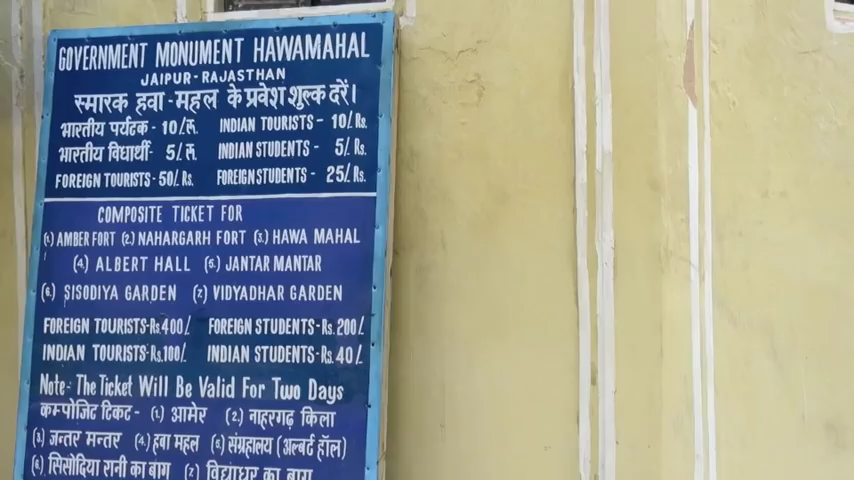 GOVERNMENT MONUMENT HAWAMAHAL
JAIPUR-RAJASTHAN
स्मारक हवा-महल के प्रवेश शुल्क दरें।
भारतीय पर्यटक - 10/रु. INDIAN TOURISTS - 10/Rs.
भारतीय विद्यार्थी- 5/रु. INDIAN STUDENTS - 5/Rs.
FOREIGN TOURISTS-50/.Rs. FOREIGN STUDENTS - 25/.Rs.
COMPOSITE TICKET FOR
(1.) AMBER FORT (2.) NAHARGARH FORT (3.) HAWA MAHAL
(4.) ALBERT HALL (5.) JANTAR MANTAR
(6.) SISODIYA GARDEN (7.) VIDYADHAR GARDEN
FOREIGN TOURISTS-Rs.400/- FOREIGN STUDENTS-Rs.200/-
INDIAN TOURISTS-Rs.100/- INDIAN STUDENTS-Rs.40/-
Note:- The Ticket Will Be Valid For Two Days
कम्पोजिट टिकट- (1.) आमेर (2.) नाहरगढ़ किला
(3.) जन्तर मन्तर (4.) हवा महल (5.) संग्रहालय (अल्बर्ट हॉल)
(6.) सिसोदिया रानी का बाग (7.) विद्याधर का बाग